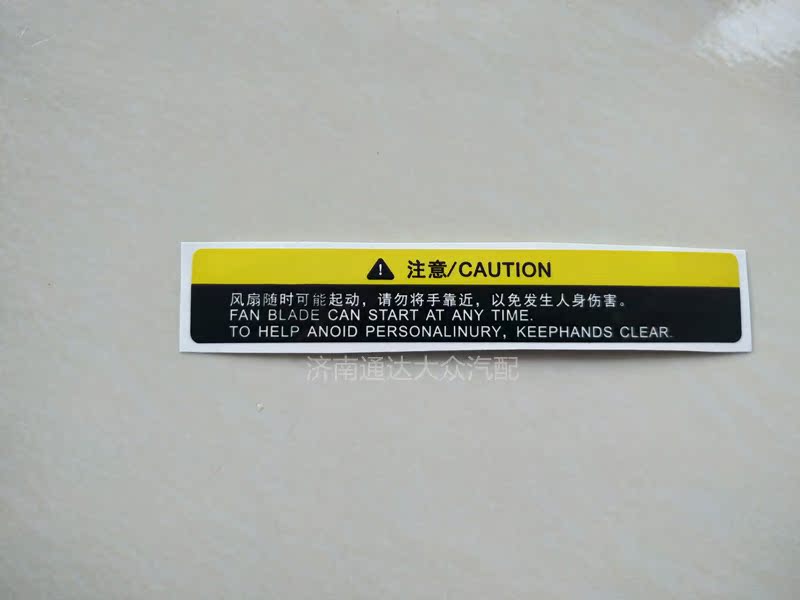 注意/CAUTION
风扇随时可能起动，请勿将手靠近，以免发生人身伤害。
FAN BLADE CAN START AT ANY TIME.
TO HELP ANOID PERSONALINURY, KEEPHANDS CLEAR.
济南通达大众汽配